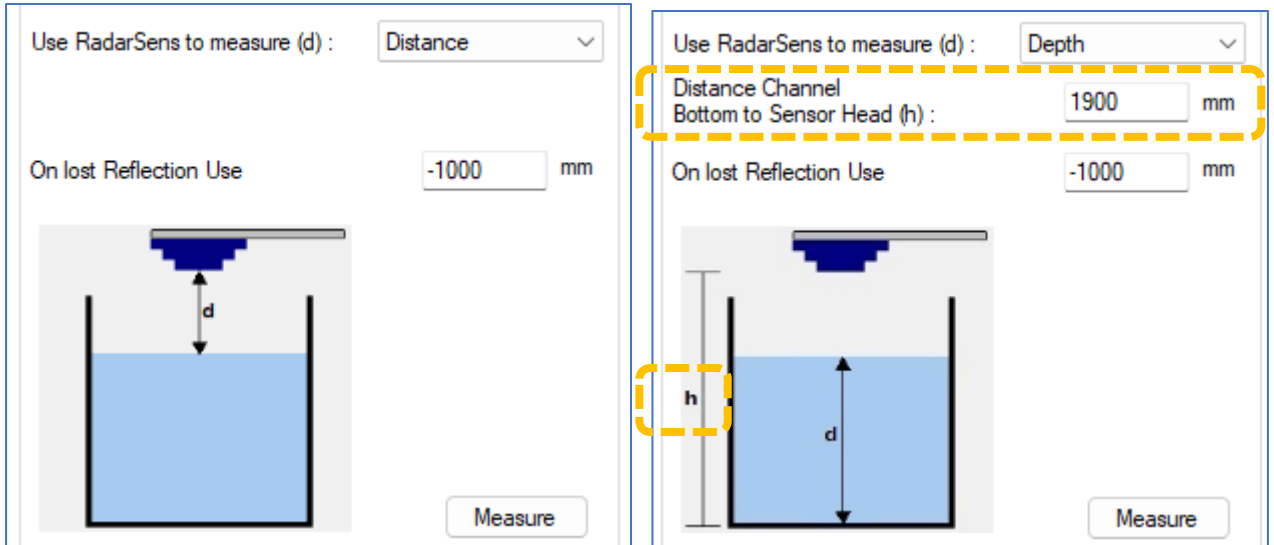 Use RadarSens to measure (d) :
Distance
On lost Reflection Use
-1000
mm
d
Measure
Use RadarSens to measure (d) :
Depth
Distance Channel
Bottom to Sensor Head (h) :
1900
mm
On lost Reflection Use
-1000
mm
h
d
Measure